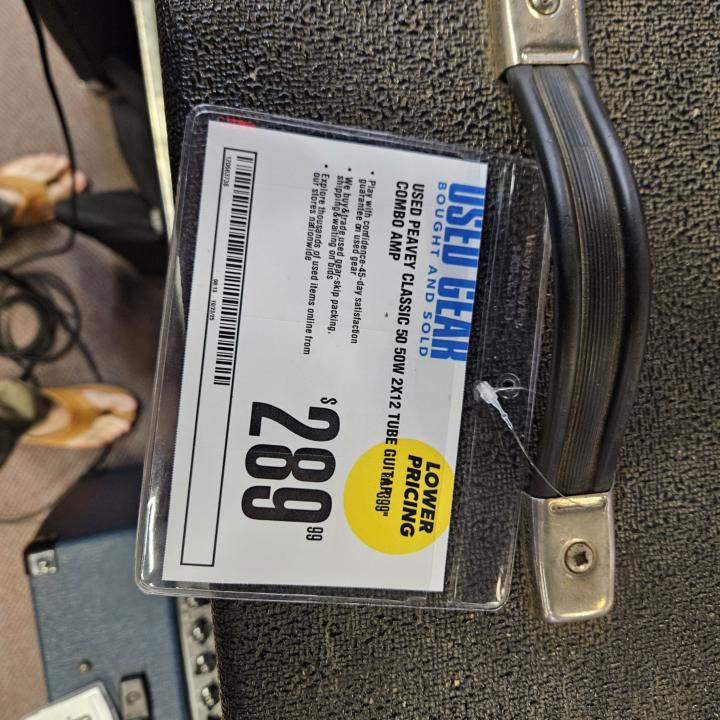 USED GEAR
BOUGHT AND SOLD
USED PEAVEY CLASSIC 50 50W 2X12 TUBE GUITAR
COMBO AMP
LOWER
PRICING
• Play with confidence-45-day satisfaction
guarantee on used gear
• We buy&trade used gear-skip packing,
shipping&waiting on bids
• Explore thousands of used items online from
our stores nationwide
$289.99